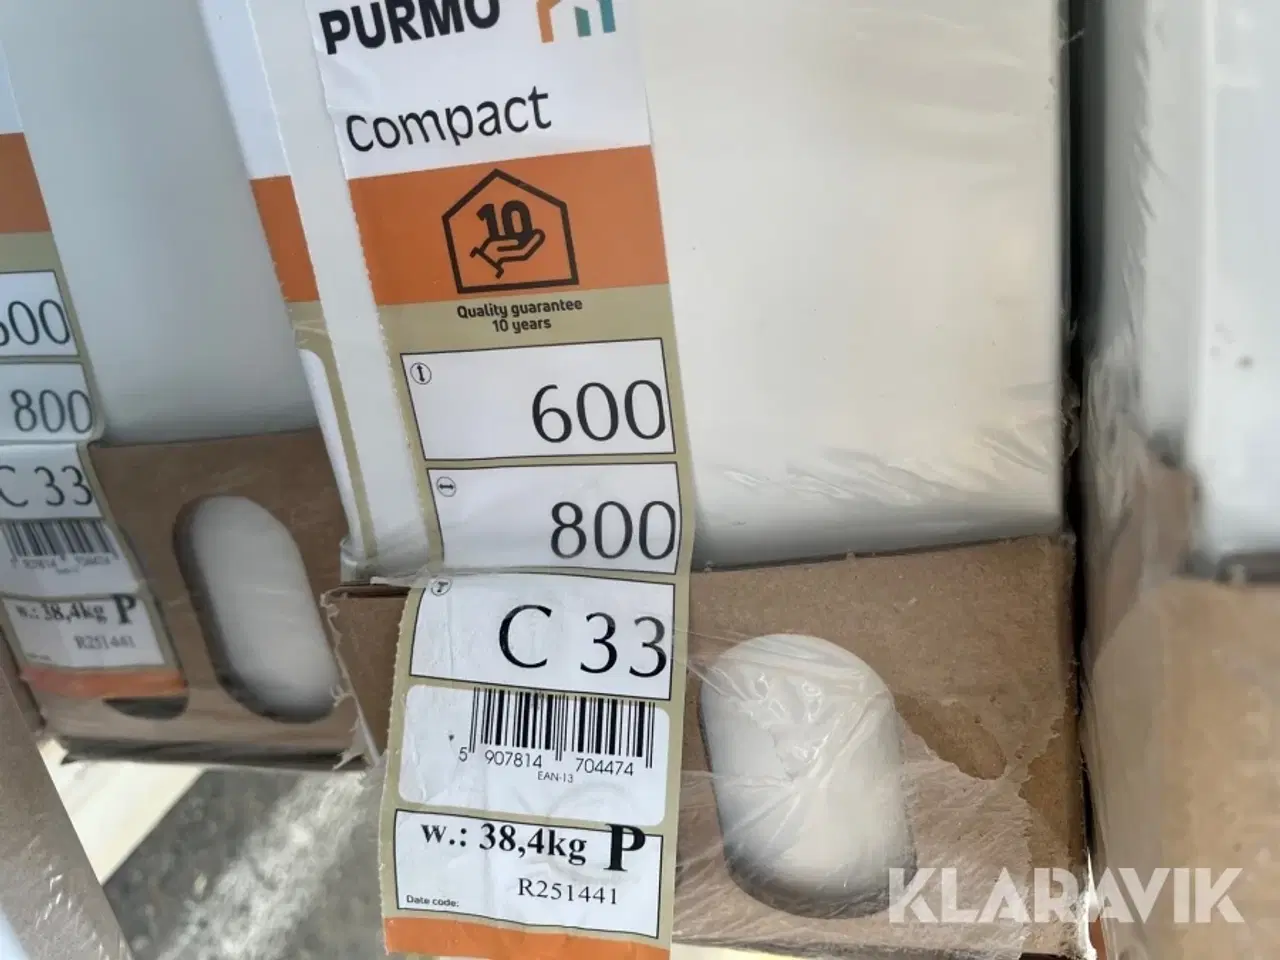 PURMO
compact
10
Quality guarantee
10 years
600
800
C 33
5 907814 704474
EAN-13
w.: 38,4kg P
R251441
Date code:
600
800
C 33
w.: 38,4kg P
R251441
KLARAVIK